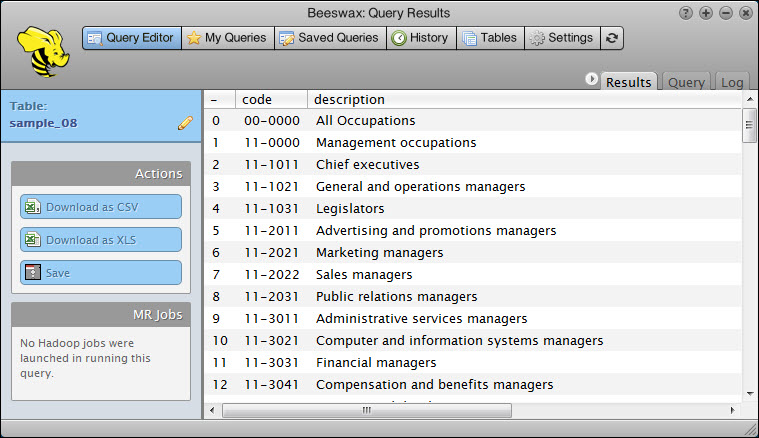 Beeswax: Query Results
Query Editor My Queries Saved Queries History Tables Settings
Results Query Log
Table:
sample_08
Actions
Download as CSV
Download as XLS
Save
MR Jobs
No Hadoop jobs were
launched in running this
query.
– code description
0 00-0000 All Occupations
1 11-0000 Management occupations
2 11-1011 Chief executives
3 11-1021 General and operations managers
4 11-1031 Legislators
5 11-2011 Advertising and promotions managers
6 11-2021 Marketing managers
7 11-2022 Sales managers
8 11-2031 Public relations managers
9 11-3011 Administrative services managers
10 11-3021 Computer and information systems managers
11 11-3031 Financial managers
12 11-3041 Compensation and benefits managers